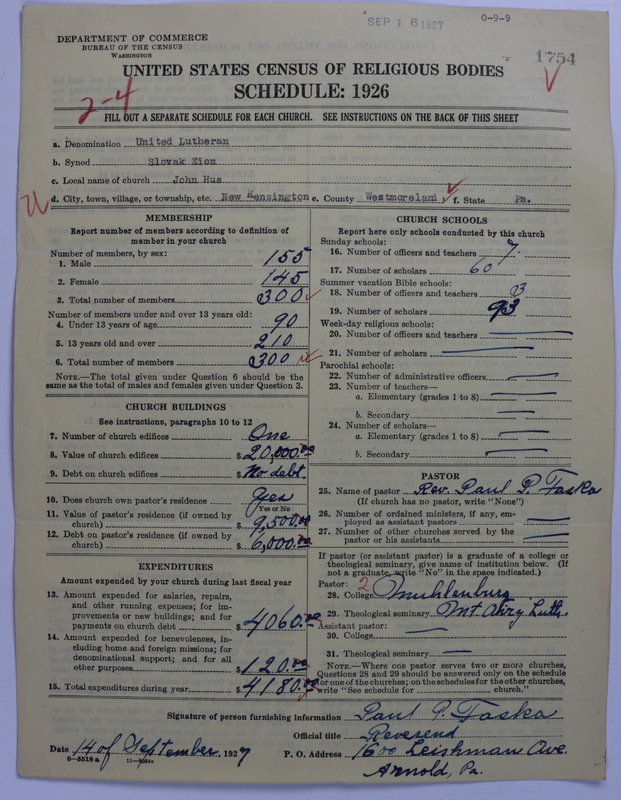 SEP 16 1927
0-9-9
DEPARTMENT OF COMMERCE
BUREAU OF THE CENSUS
WASHINGTON
1754
UNITED STATES CENSUS OF RELIGIOUS BODIES
SCHEDULE: 1926
2-4
FILL OUT A SEPARATE SCHEDULE FOR EACH CHURCH. SEE INSTRUCTIONS ON THE BACK OF THIS SHEET
a. Denomination United Lutheran
b. Synod Slovak Zion
c. Local name of church John Hus
d. City, town, village, or township, etc. New Kensington e. County Westmoreland f. State Pa.
MEMBERSHIP
Report number of members according to definition of
member in your church
Number of members, by sex:
1. Male 155
2. Female 145
3. Total number of members 300
Number of members under and over 13 years old:
4. Under 13 years of age 90
5. 13 years old and over 210
6. Total number of members 300
NOTE.—The total given under Question 6 should be the
same as the total of males and females given under Question 3.
CHURCH BUILDINGS
See instructions, paragraphs 10 to 12
7. Number of church edifices One
8. Value of church edifices $ 20,000.00
9. Debt on church edifices $ No debt.
10. Does church own pastor's residence Yes
Yes or No
11. Value of pastor's residence (if owned by
church) $ 9,500.00
12. Debt on pastor's residence (if owned by
church) $ 6,000.00
EXPENDITURES
Amount expended by your church during last fiscal year
13. Amount expended for salaries, repairs,
and other running expenses; for im-
provements or new buildings; and for
payments on church debt $ 4060.00
14. Amount expended for benevolences, in-
cluding home and foreign missions; for
denominational support; and for all
other purposes $ 120.00
15. Total expenditures during year $ 4180.00
CHURCH SCHOOLS
Report here only schools conducted by this church
Sunday schools:
16. Number of officers and teachers 7
17. Number of scholars 60
Summer vacation Bible schools:
18. Number of officers and teachers 3
19. Number of scholars 93
Week-day religious schools:
20. Number of officers and teachers
21. Number of scholars
Parochial schools:
22. Number of administrative officers
23. Number of teachers—
a. Elementary (grades 1 to 8)
b. Secondary
24. Number of scholars—
a. Elementary (grades 1 to 8)
b. Secondary
PASTOR
25. Name of pastor Rev. Paul P. Taska
(If church has no pastor, write "None")
26. Number of ordained ministers, if any, em-
ployed as assistant pastors
27. Number of other churches served by the
pastor or his assistants
If pastor (or assistant pastor) is a graduate of a college or
theological seminary, give name of institution below. (If
not a graduate, write "No" in the space indicated.)
Pastor: 2
28. College Muhlenburg
29. Theological seminary Mt Airy Luth.
Assistant pastor:
30. College
31. Theological seminary
NOTE.—Where one pastor serves two or more churches,
Questions 28 and 29 should be answered only on the schedule
for one of the churches; on the schedules for the other churches,
write "See schedule for church."
Signature of person furnishing information Paul P. Taska
Official title Reverend
Date 14 of September, 1927 P. O. Address 1600 Leishman Ave.
8-5518a 11-9264
Arnold, Pa.